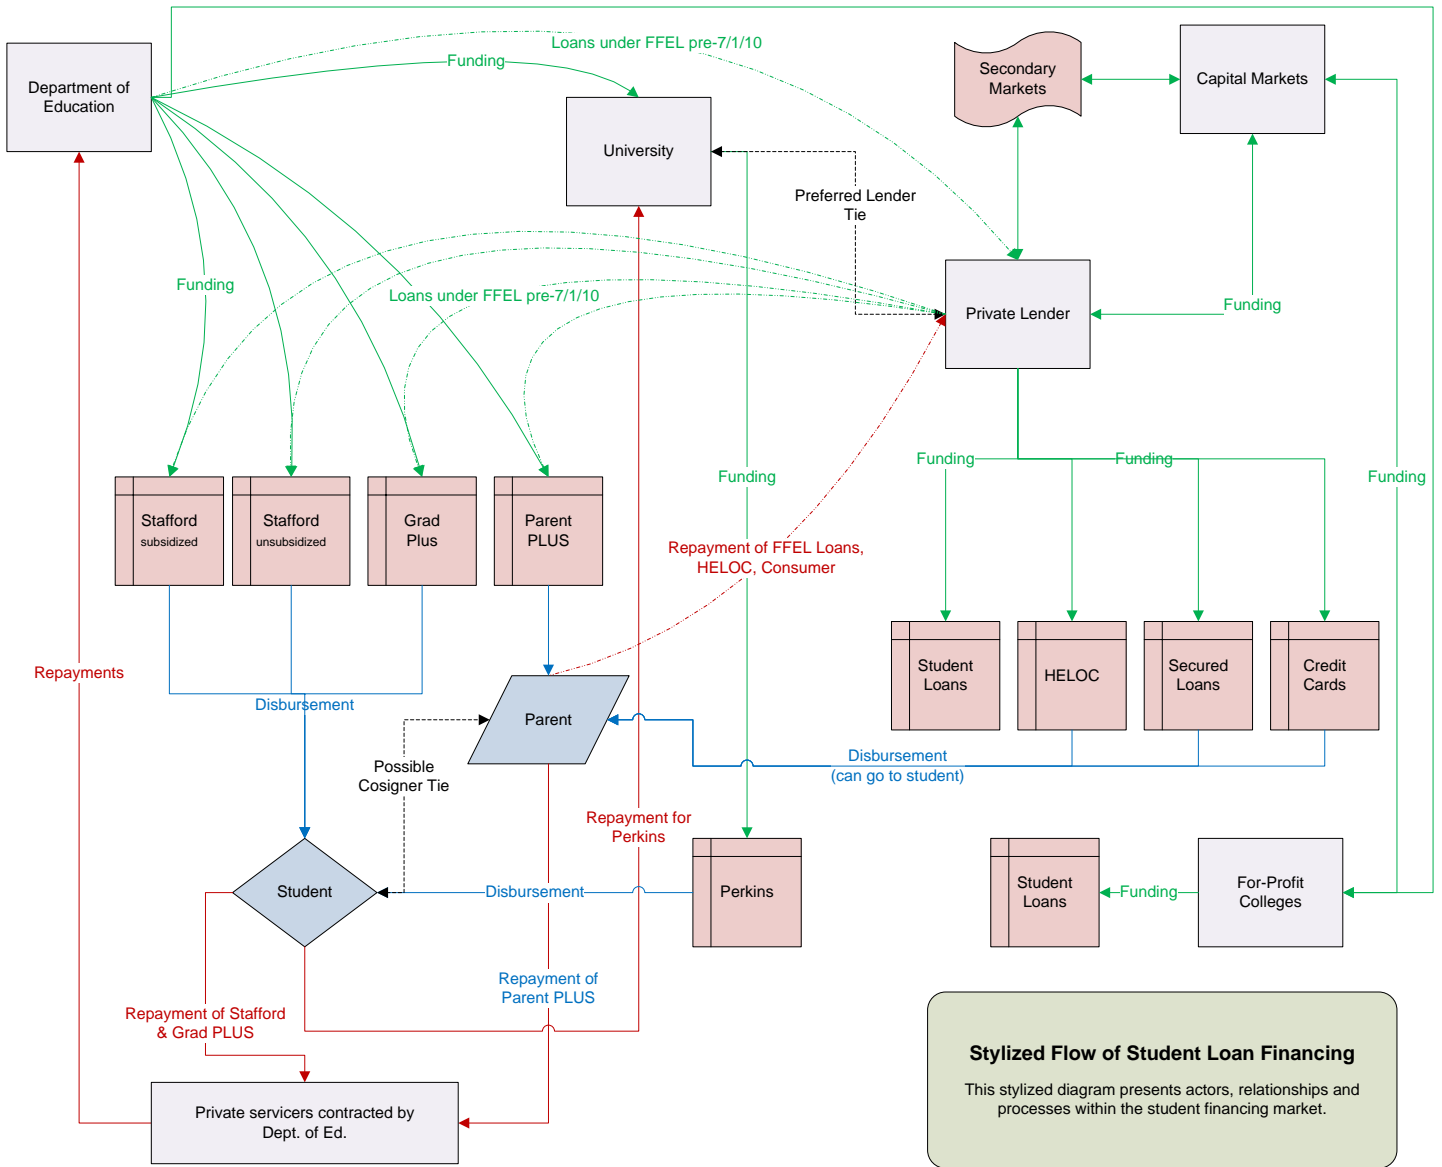 Loans under FFEL pre-7/1/10
Funding
Department of
Education
Secondary
Markets
Capital Markets
University
Preferred Lender
Tie
Funding
Loans under FFEL pre-7/1/10
Private Lender
Funding
Funding
Funding
Funding
Funding
Stafford
subsidized
Stafford
unsubsidized
Grad
Plus
Parent
PLUS
Repayment of FFEL Loans,
HELOC, Consumer
Repayments
Student
Loans
HELOC
Secured
Loans
Credit
Cards
Disbursement
Parent
Possible
Cosigner Tie
Disbursement
(can go to student)
Repayment for
Perkins
Student
Disbursement
Perkins
Student
Loans
Funding
For-Profit
Colleges
Repayment of
Parent PLUS
Repayment of Stafford
& Grad PLUS
Private servicers contracted by
Dept. of Ed.
Stylized Flow of Student Loan Financing
This stylized diagram presents actors, relationships and
processes within the student financing market.